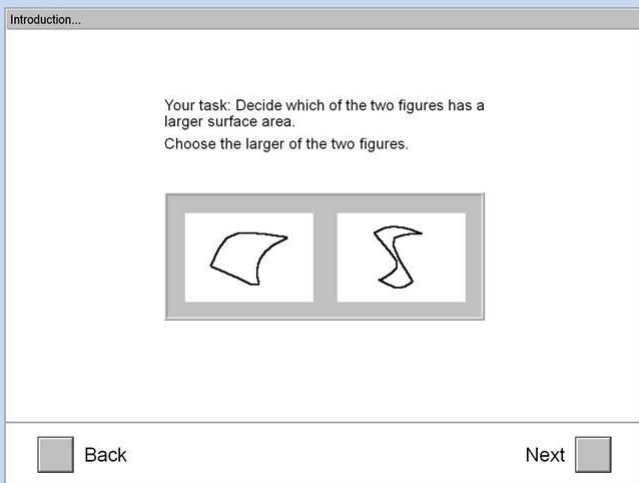 Introduction...
Your task: Decide which of the two figures has a
larger surface area.
Choose the larger of the two figures.
Back
Next